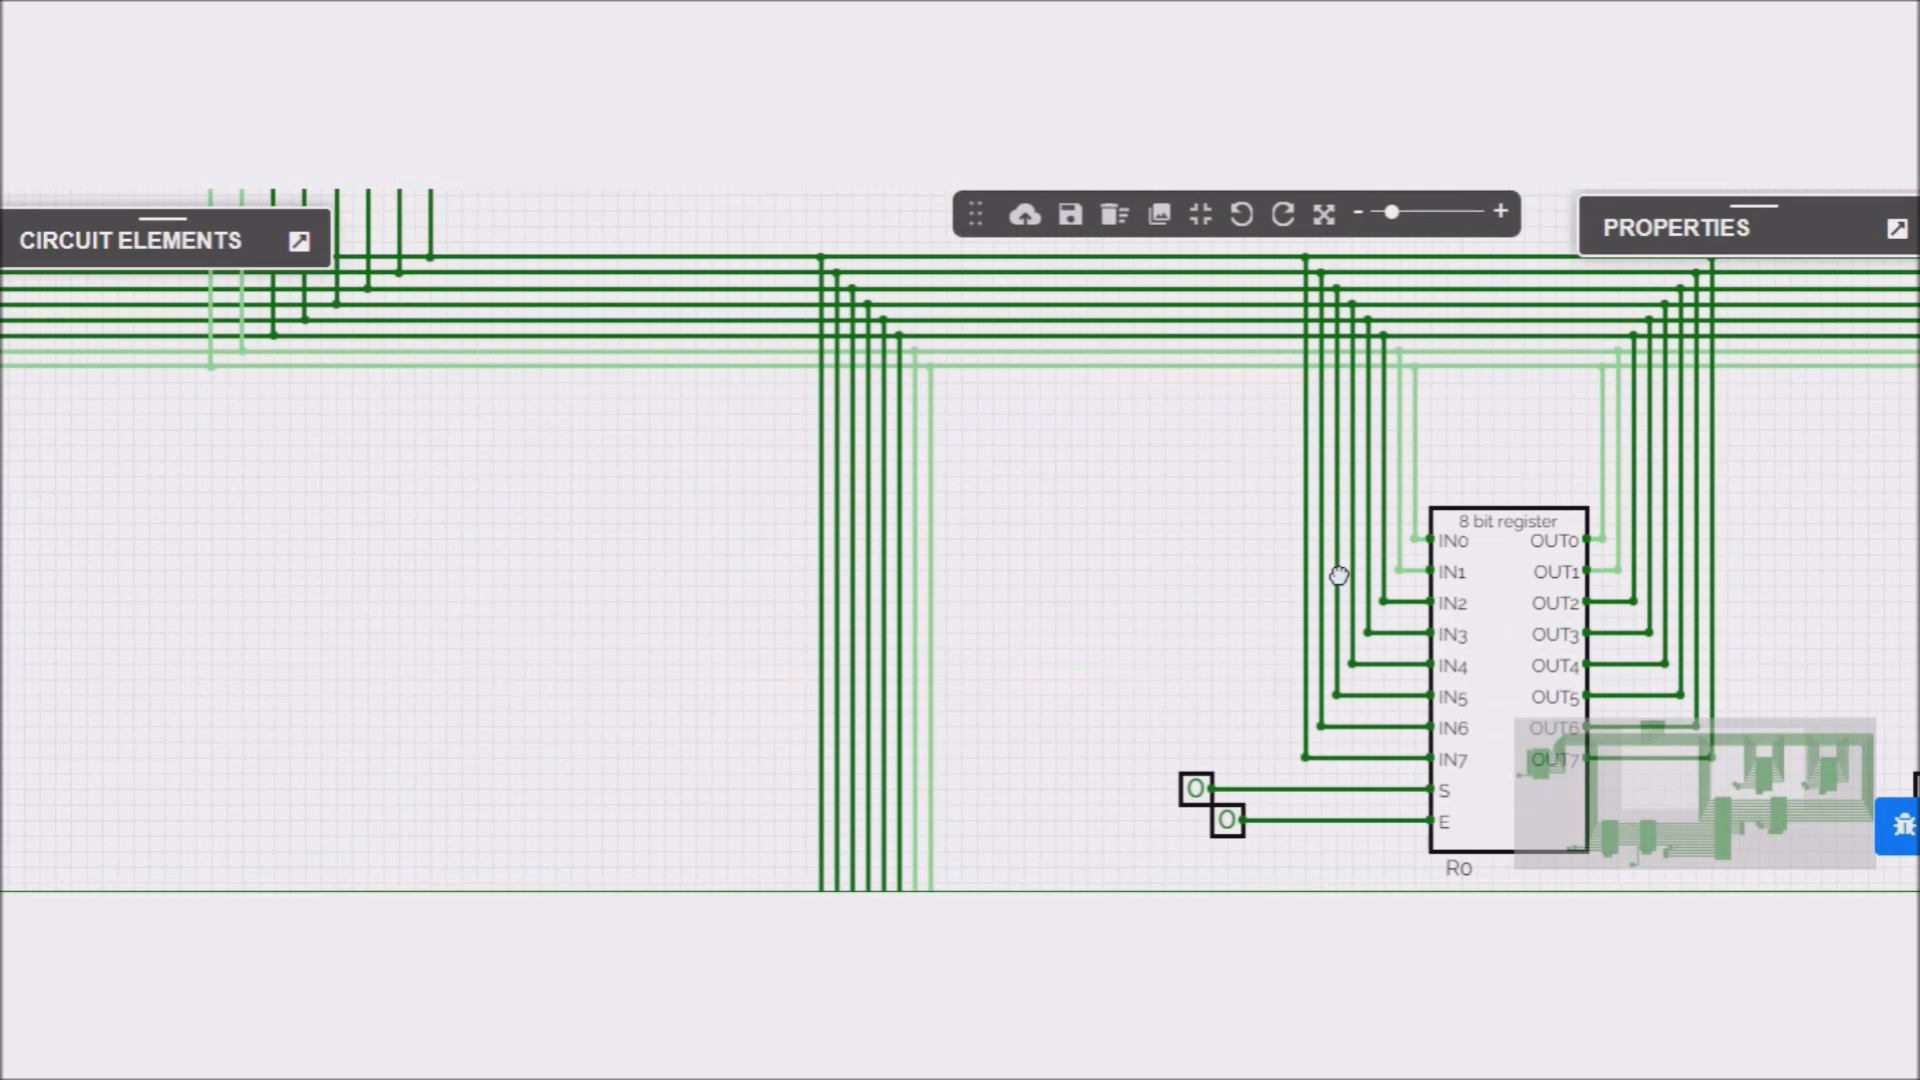 CIRCUIT ELEMENTS
- +
PROPERTIES
8 bit register
IN0 OUT0
IN1 OUT1
IN2 OUT2
IN3 OUT3
IN4 OUT4
IN5 OUT5
IN6 OUT6
IN7 OUT7
0 S
0 E
R0